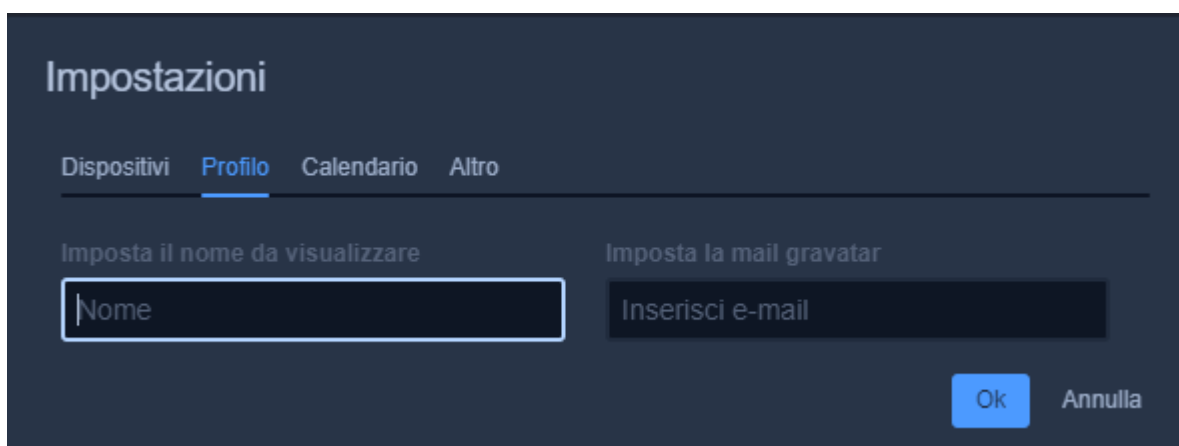 Impostazioni
Dispositivi Profilo Calendario Altro
Imposta il nome da visualizzare Imposta la mail gravatar
Nome Inserisci e-mail
Ok Annulla